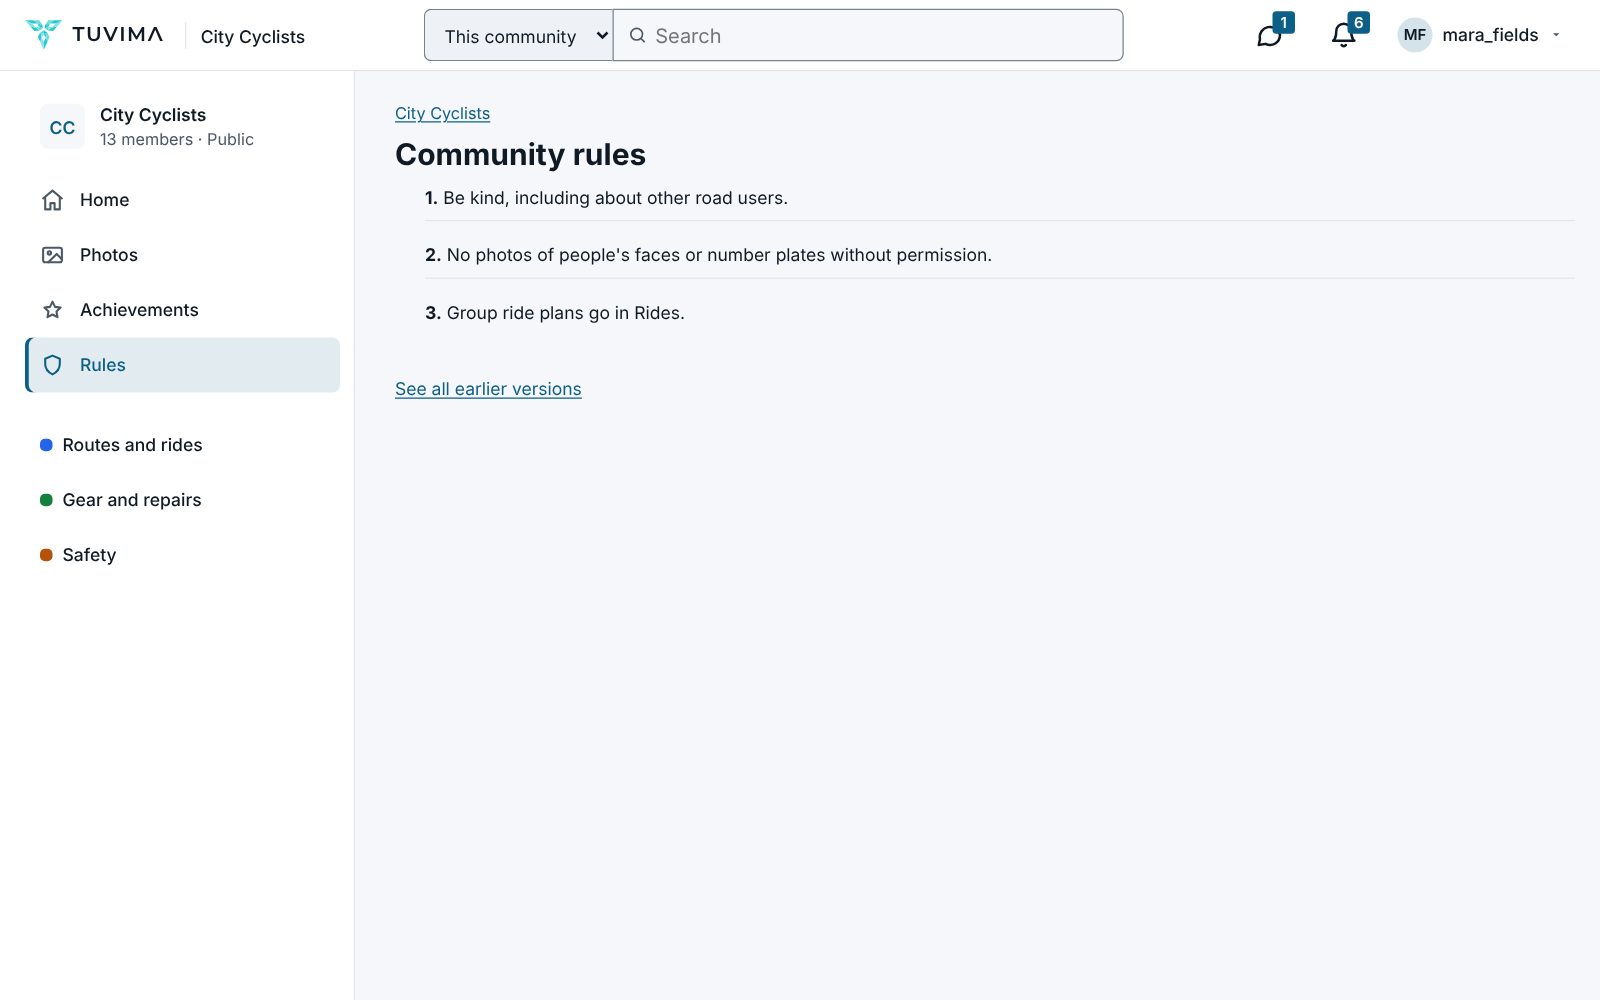 TUVIMA
City Cyclists
This community
Search
1
6
MF
mara_fields
CC
City Cyclists
13 members · Public
Home
Photos
Achievements
Rules
Routes and rides
Gear and repairs
Safety
City Cyclists
Community rules
1. Be kind, including about other road users.
2. No photos of people's faces or number plates without permission.
3. Group ride plans go in Rides.
See all earlier versions